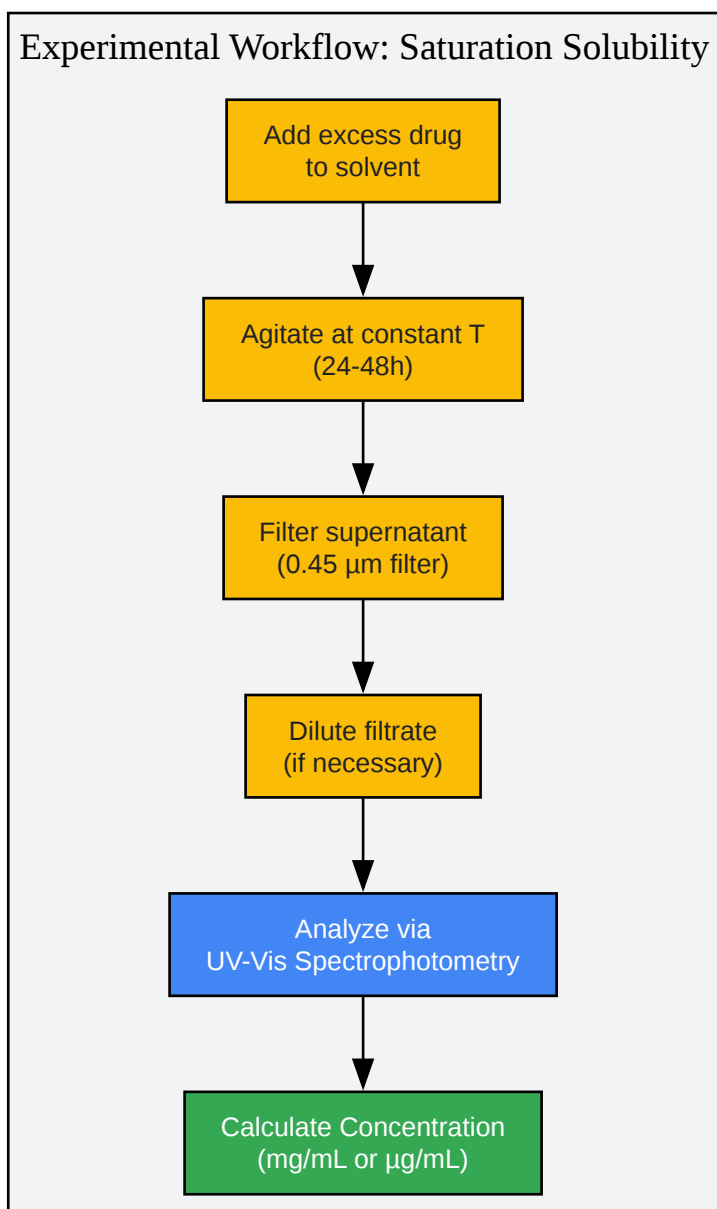 Experimental Workflow: Saturation Solubility
Add excess drug
to solvent
Agitate at constant T
(24-48h)
Filter supernatant
(0.45 µm filter)
Dilute filtrate
(if necessary)
Analyze via
UV-Vis Spectrophotometry
Calculate Concentration
(mg/mL or µg/mL)